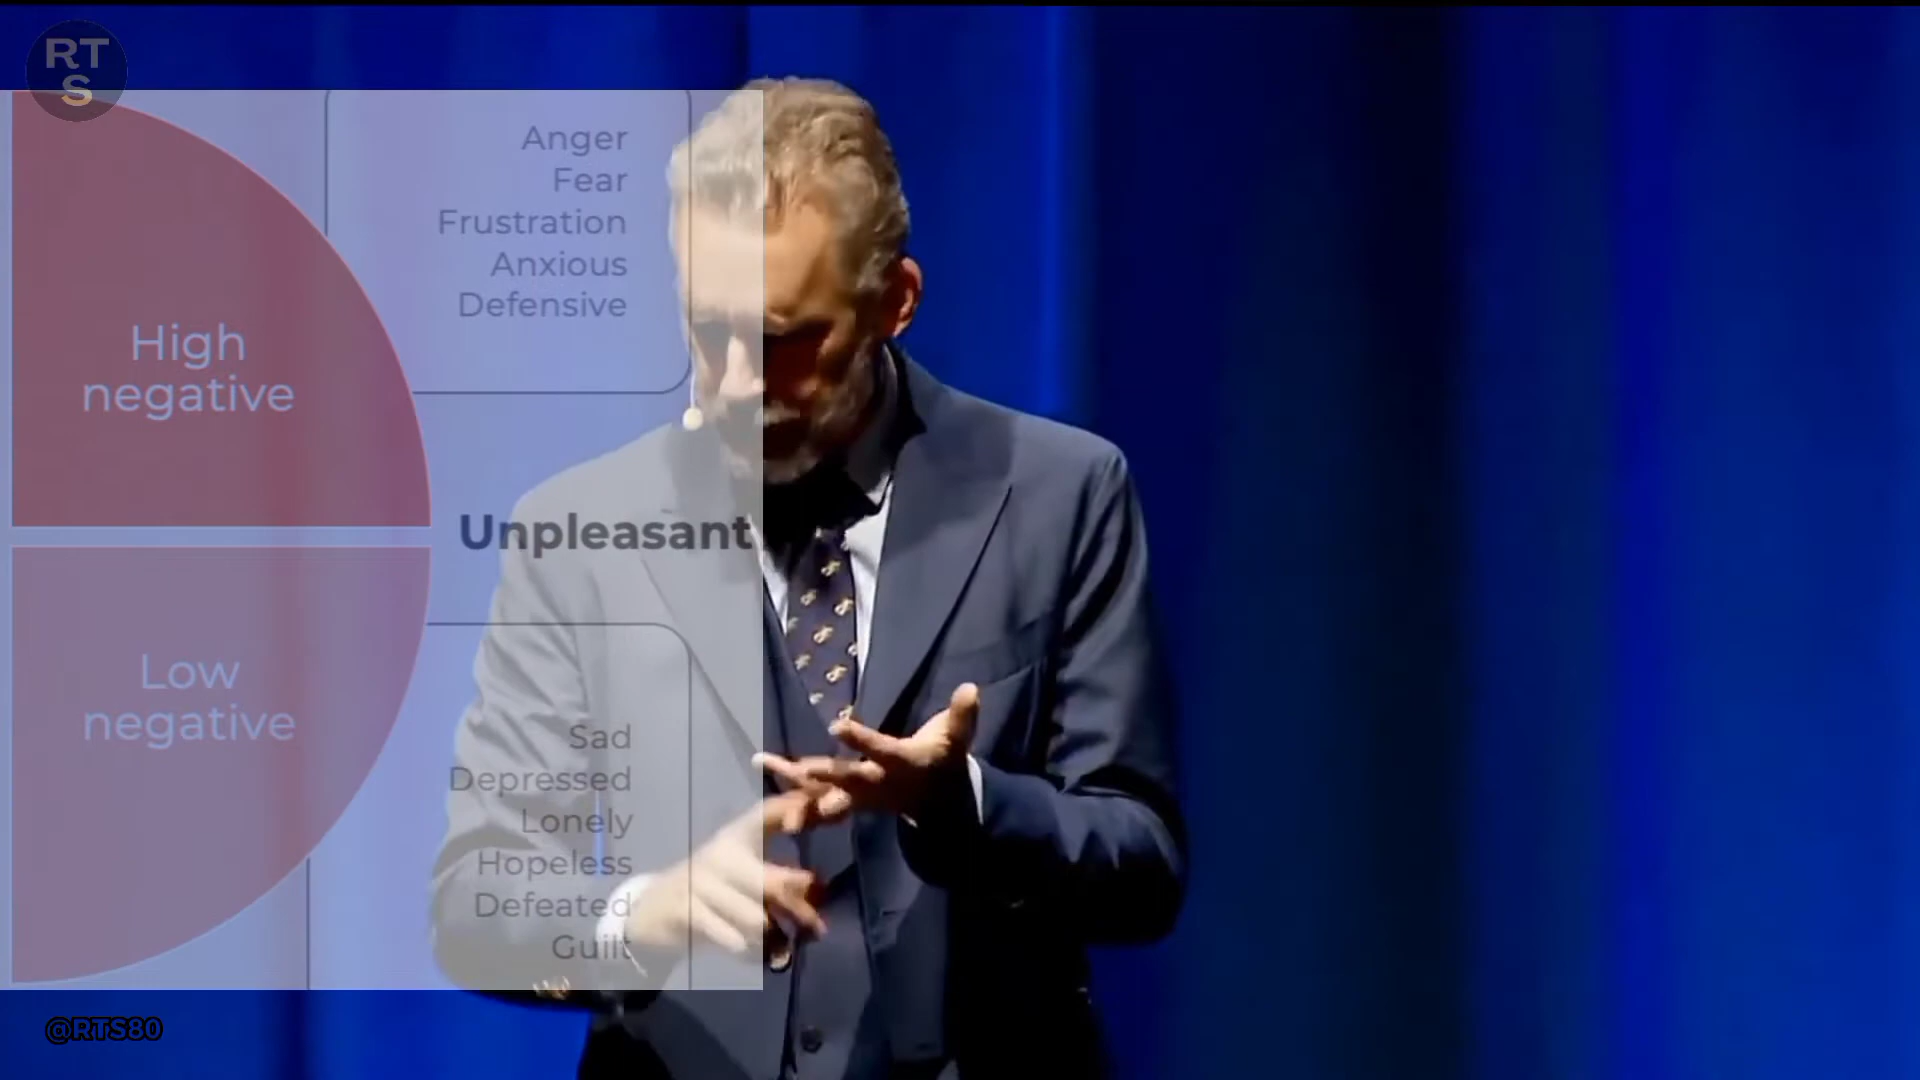 RT
S
Anger
Fear
Frustration
Anxious
Defensive
High
negative
Unpleasant
Low
negative
Sad
Depressed
Lonely
Hopeless
Defeated
Guilt
@RTS80